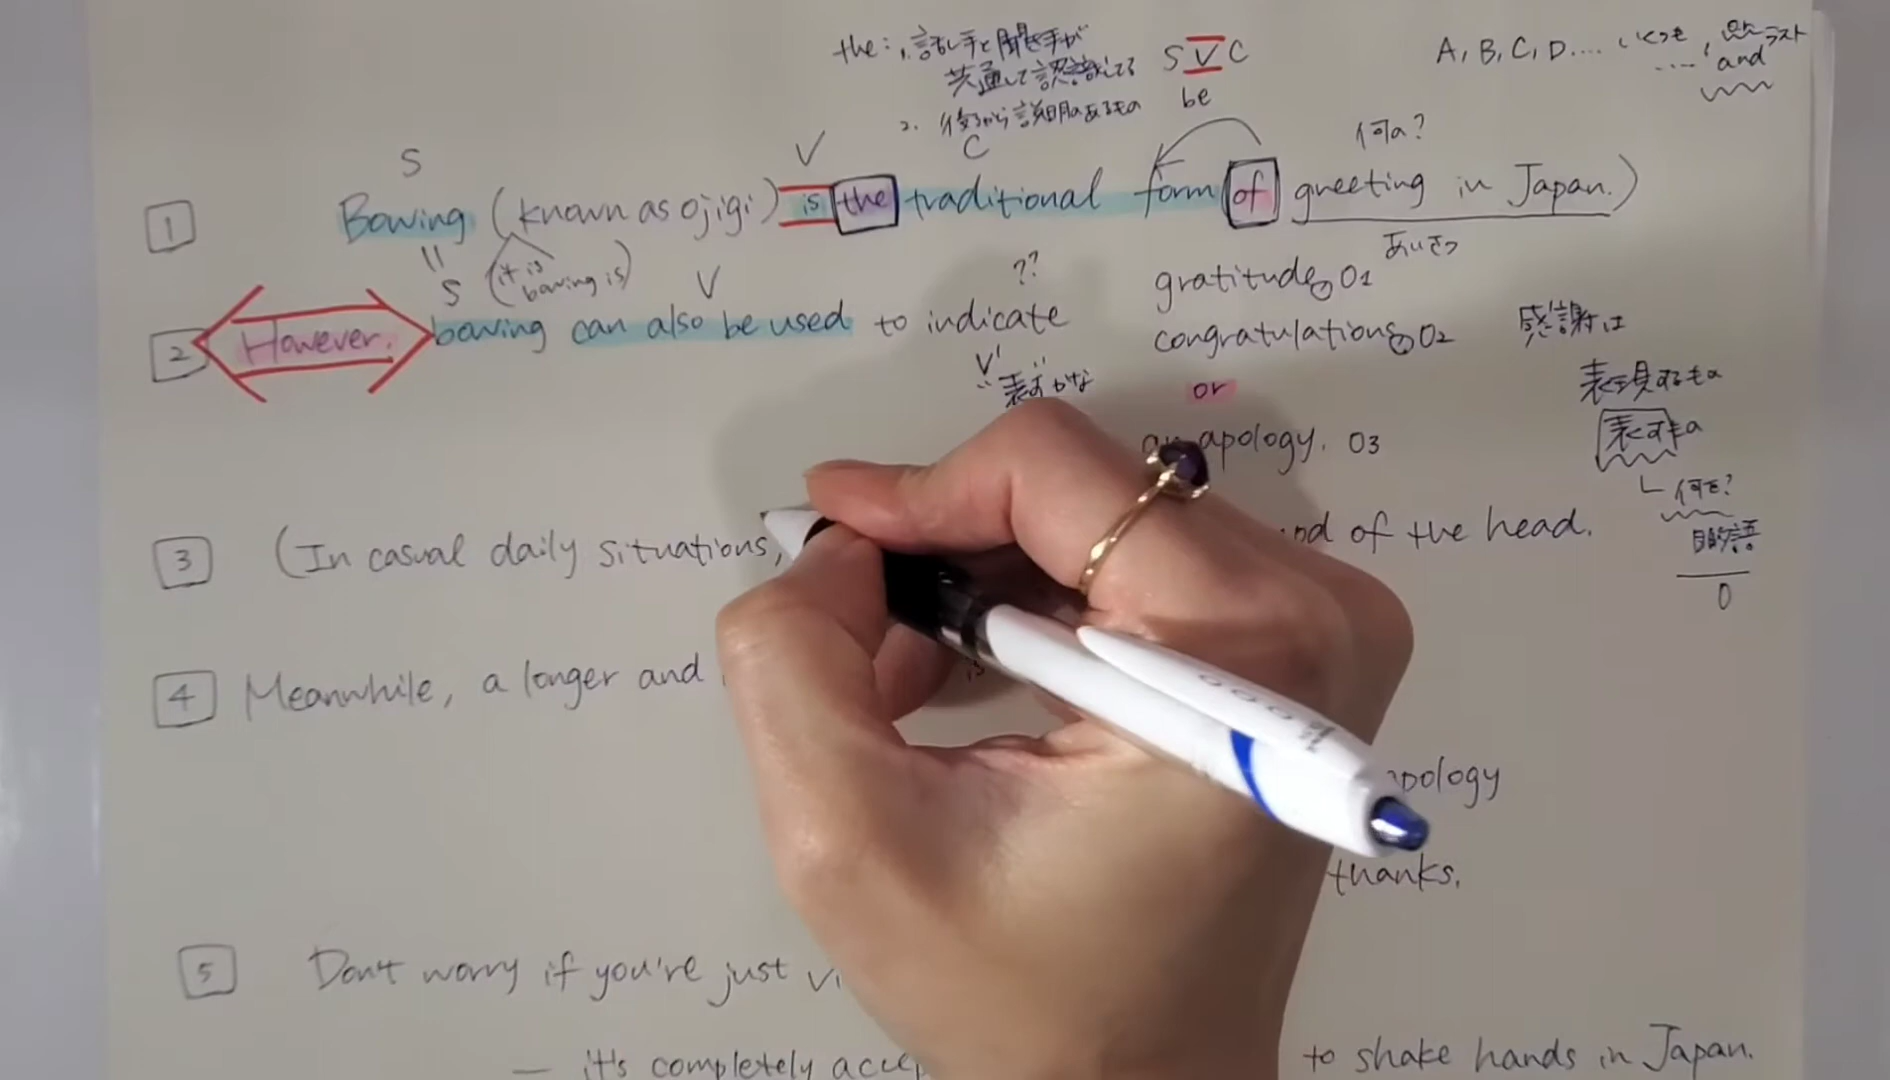 the: 1. 話し手と聞き手が
共通して認識してる
2. 後ろから説明あるもの
S V C
be
A, B, C, D.... いくつも
...., and
ラスト
S
V
C
何の?
1 Bowing (known as ojigi) is the traditional form of greeting in Japan.)
あいさつ
S (it is
bowing is)
V
??
2 However, bowing can also be used to indicate
V'
"表すかな"
gratitude, O1
congratulations, O2
or
an apology. O3
感謝は
表現するもの
表すもの
何を?
目的語
O
3 (In casual daily situations, nod of the head.
4 Meanwhile, a longer and is
apology
thanks.
5 Don't worry if you're just
— it's completely to shake hands in Japan.